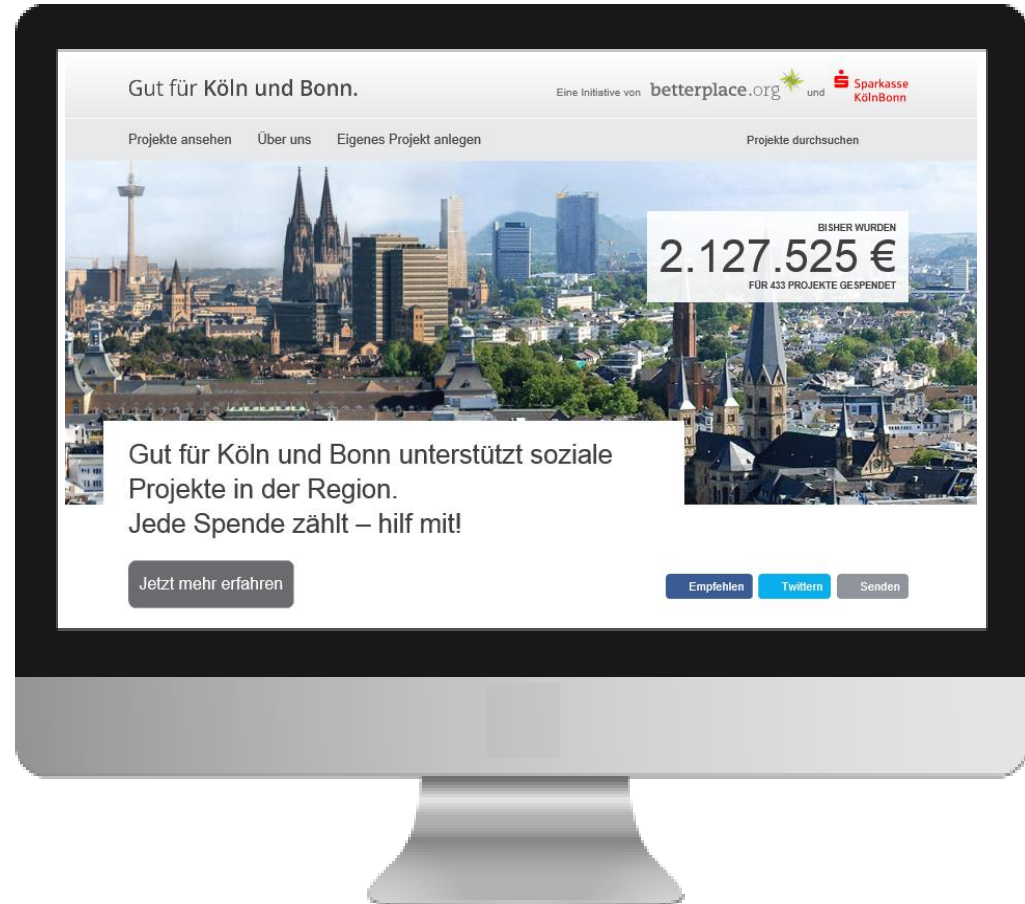 Gut für Köln und Bonn.
Eine Initiative von betterplace.org und Sparkasse KölnBonn
Projekte ansehen Über uns Eigenes Projekt anlegen Projekte durchsuchen
BISHER WURDEN
2.127.525 €
FÜR 433 PROJEKTE GESPENDET
Gut für Köln und Bonn unterstützt soziale
Projekte in der Region.
Jede Spende zählt – hilf mit!
Jetzt mehr erfahren
Empfehlen Twittern Senden